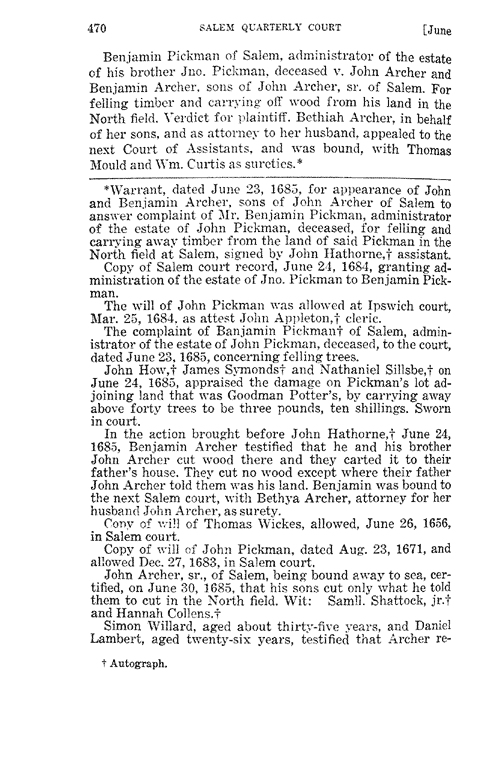 470 SALEM QUARTERLY COURT [June
Benjamin Pickman of Salem, administrator of the estate
of his brother Jno. Pickman, deceased v. John Archer and
Benjamin Archer, sons of John Archer, sr. of Salem. For
felling timber and carrying off wood from his land in the
North field. Verdict for plaintiff. Bethiah Archer, in behalf
of her sons, and as attorney to her husband, appealed to the
next Court of Assistants, and was bound, with Thomas
Mould and Wm. Curtis as sureties.*
*Warrant, dated June 23, 1685, for appearance of John
and Benjamin Archer, sons of John Archer of Salem to
answer complaint of Mr. Benjamin Pickman, administrator
of the estate of John Pickman, deceased, for felling and
carrying away timber from the land of said Pickman in the
North field at Salem, signed by John Hathorne,† assistant.
Copy of Salem court record, June 24, 1684, granting ad-
ministration of the estate of Jno. Pickman to Benjamin Pick-
man.
The will of John Pickman was allowed at Ipswich court,
Mar. 25, 1684, as attest John Appleton,† cleric.
The complaint of Banjamin Pickman† of Salem, admin-
istrator of the estate of John Pickman, deceased, to the court,
dated June 23, 1685, concerning felling trees.
John How,† James Symonds† and Nathaniel Sillsbe,† on
June 24, 1685, appraised the damage on Pickman's lot ad-
joining land that was Goodman Potter's, by carrying away
above forty trees to be three pounds, ten shillings. Sworn
in court.
In the action brought before John Hathorne,† June 24,
1685, Benjamin Archer testified that he and his brother
John Archer cut wood there and they carted it to their
father's house. They cut no wood except where their father
John Archer told them was his land. Benjamin was bound to
the next Salem court, with Bethya Archer, attorney for her
husband John Archer, as surety.
Copy of will of Thomas Wickes, allowed, June 26, 1656,
in Salem court.
Copy of will of John Pickman, dated Aug. 23, 1671, and
allowed Dec. 27, 1683, in Salem court.
John Archer, sr., of Salem, being bound away to sea, cer-
tified, on June 30, 1685, that his sons cut only what he told
them to cut in the North field. Wit: Samll. Shattock, jr.†
and Hannah Collens.†
Simon Willard, aged about thirty-five years, and Daniel
Lambert, aged twenty-six years, testified that Archer re-
† Autograph.